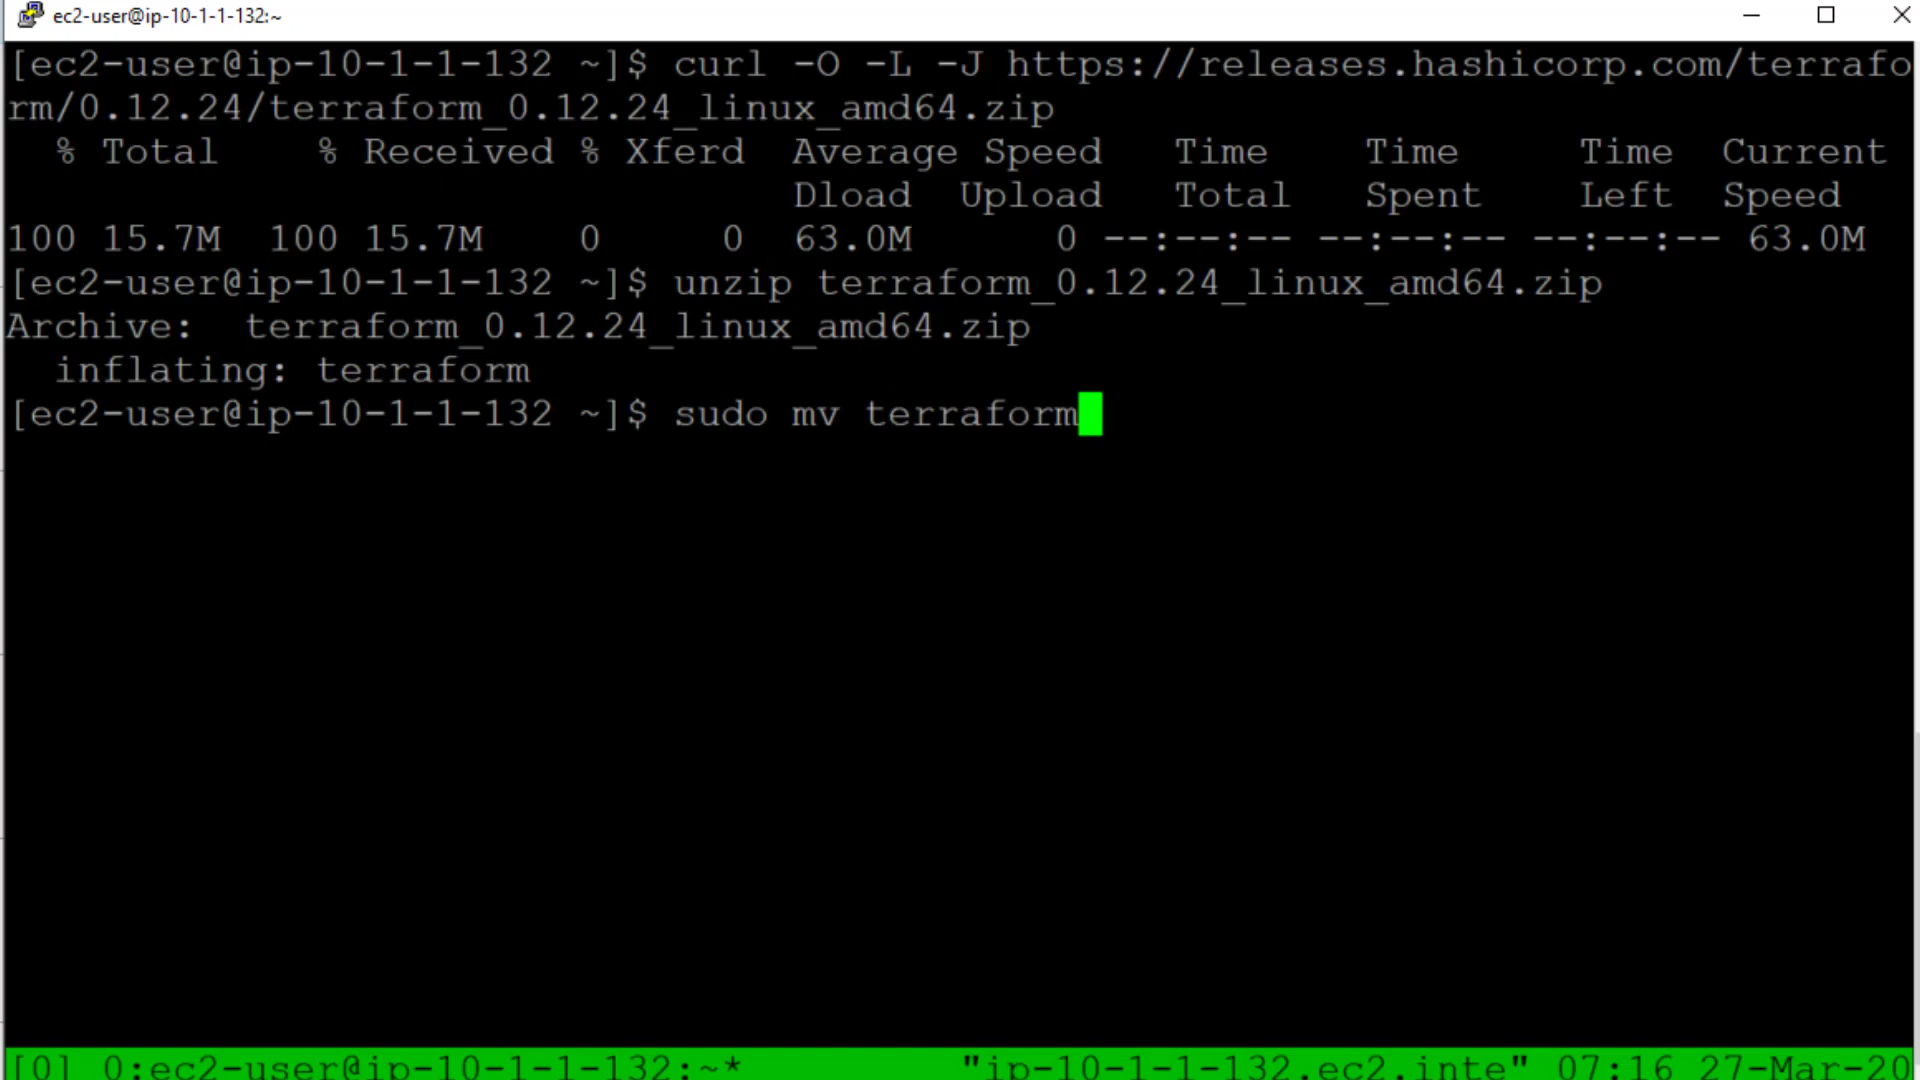 ec2-user@ip-10-1-1-132:~
[ec2-user@ip-10-1-1-132 ~]$ curl -O -L -J https://releases.hashicorp.com/terrafo
rm/0.12.24/terraform_0.12.24_linux_amd64.zip
  % Total    % Received % Xferd  Average Speed   Time    Time     Time  Current
                                 Dload  Upload   Total   Spent    Left  Speed
100 15.7M  100 15.7M    0     0  63.0M      0 --:--:-- --:--:-- --:--:-- 63.0M
[ec2-user@ip-10-1-1-132 ~]$ unzip terraform_0.12.24_linux_amd64.zip
Archive:  terraform_0.12.24_linux_amd64.zip
  inflating: terraform
[ec2-user@ip-10-1-1-132 ~]$ sudo mv terraform
[0] 0:ec2-user@ip-10-1-1-132:~*         "ip-10-1-1-132.ec2.inte" 07:16 27-Mar-20